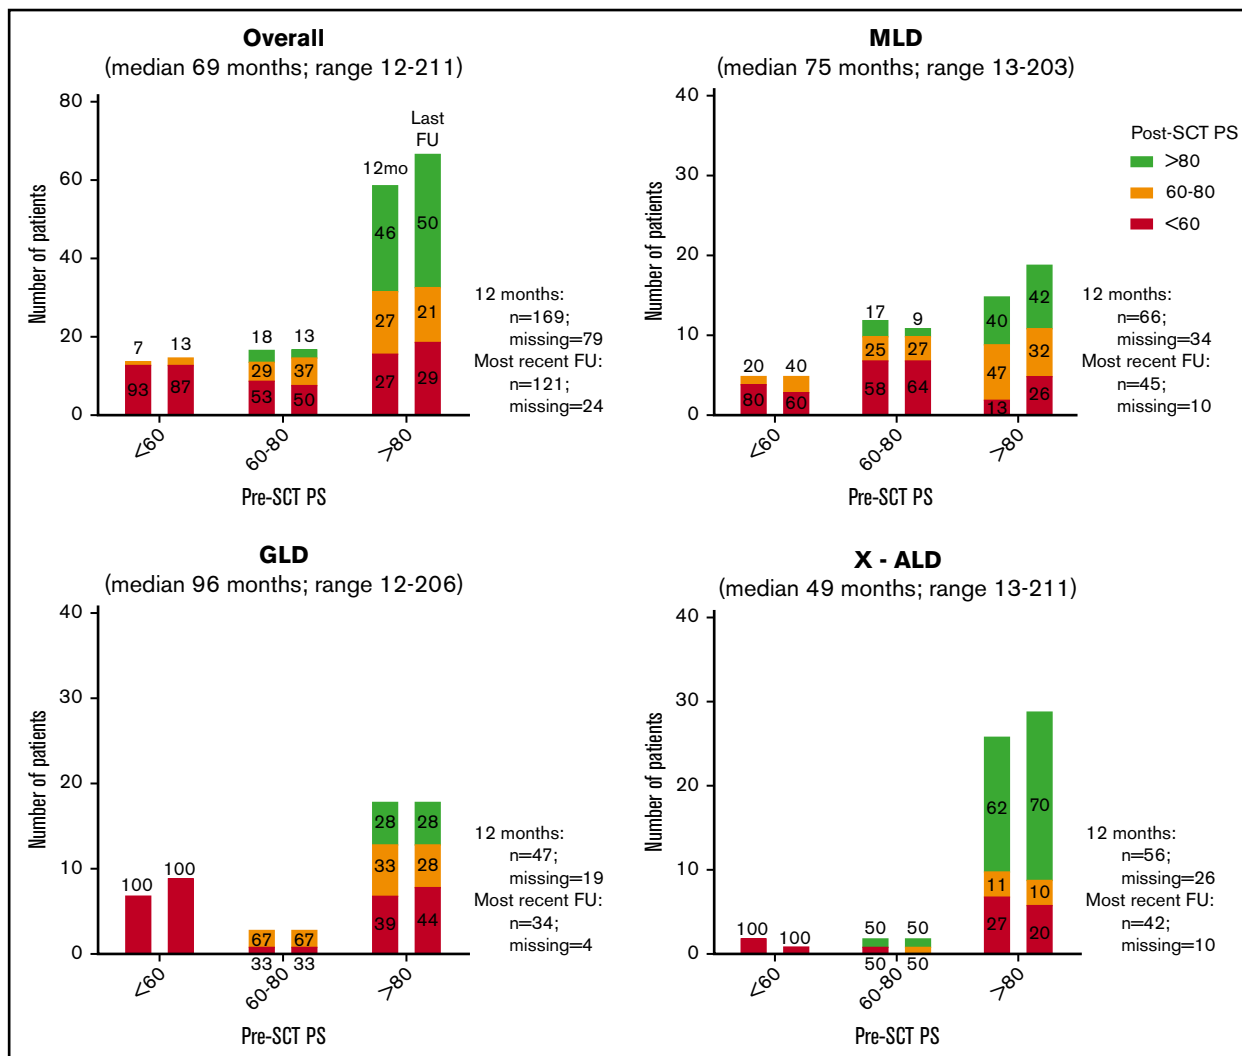 Overall
(median 69 months; range 12-211)
Number of patients
80
60
40
20
0
Last
FU
12mo
46
50
27
21
27
29
18
13
29
37
53
50
7
13
93
87
<60
60-80
>80
Pre-SCT PS
12 months:
n=169;
missing=79
Most recent FU:
n=121;
missing=24
MLD
(median 75 months; range 13-203)
Number of patients
40
30
20
10
0
20
40
80
60
17
9
25
27
58
64
40
42
47
32
13
26
<60
60-80
>80
Pre-SCT PS
Post-SCT PS
>80
60-80
<60
12 months:
n=66;
missing=34
Most recent FU:
n=45;
missing=10
GLD
(median 96 months; range 12-206)
Number of patients
40
30
20
10
0
100
100
67
67
33
33
28
28
33
28
39
44
<60
60-80
>80
Pre-SCT PS
12 months:
n=47;
missing=19
Most recent FU:
n=34;
missing=4
X - ALD
(median 49 months; range 13-211)
Number of patients
40
30
20
10
0
100
100
50
50
50
50
62
70
11
10
27
20
<60
60-80
>80
Pre-SCT PS
12 months:
n=56;
missing=26
Most recent FU:
n=42;
missing=10